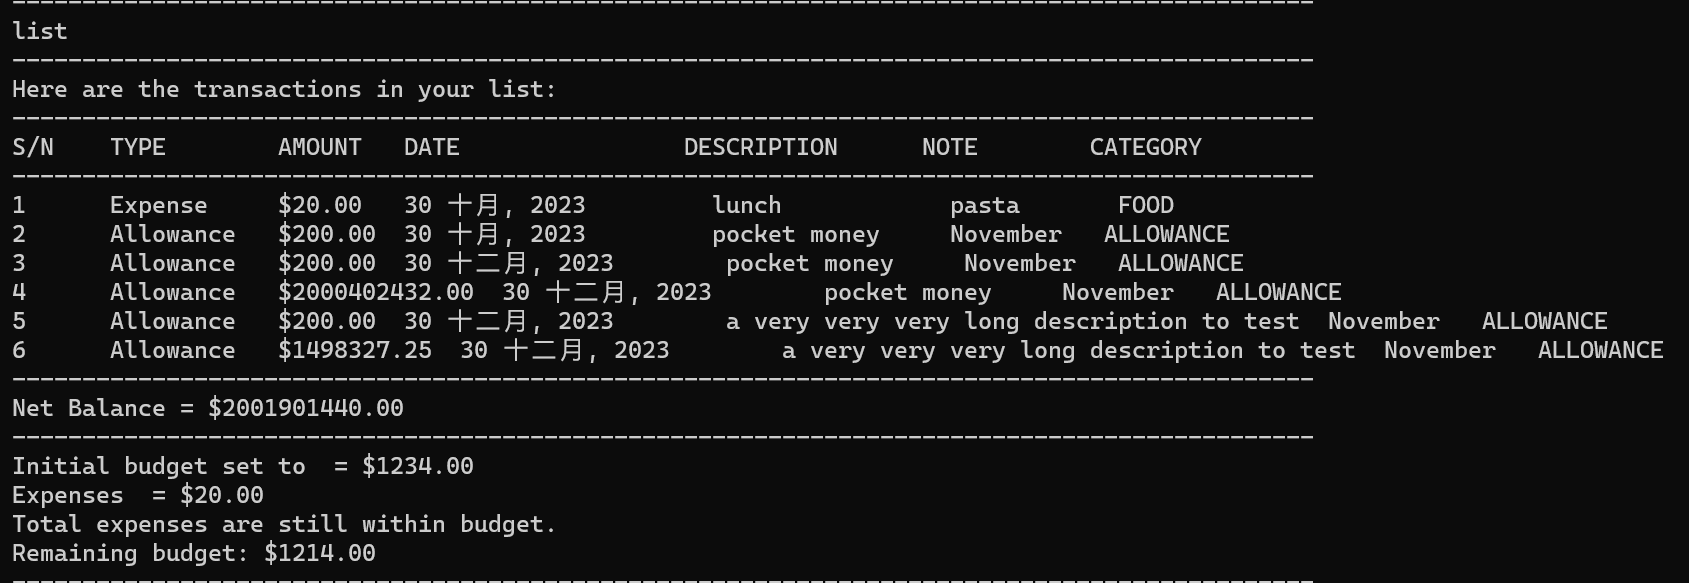 --------------------------------------------------------------------------------------------
list
--------------------------------------------------------------------------------------------
Here are the transactions in your list:
--------------------------------------------------------------------------------------------
S/N    TYPE        AMOUNT   DATE                DESCRIPTION      NOTE        CATEGORY
--------------------------------------------------------------------------------------------
1      Expense     $20.00   30 十月, 2023         lunch            pasta       FOOD
2      Allowance   $200.00  30 十月, 2023         pocket money     November   ALLOWANCE
3      Allowance   $200.00  30 十二月, 2023        pocket money     November   ALLOWANCE
4      Allowance   $2000402432.00  30 十二月, 2023        pocket money     November   ALLOWANCE
5      Allowance   $200.00  30 十二月, 2023        a very very very long description to test  November   ALLOWANCE
6      Allowance   $1498327.25  30 十二月, 2023        a very very very long description to test  November   ALLOWANCE
--------------------------------------------------------------------------------------------
Net Balance = $2001901440.00
--------------------------------------------------------------------------------------------
Initial budget set to  = $1234.00
Expenses  = $20.00
Total expenses are still within budget.
Remaining budget: $1214.00
--------------------------------------------------------------------------------------------